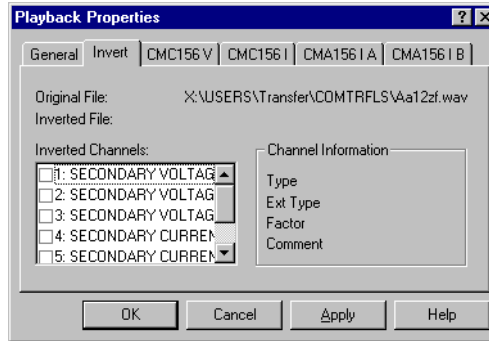 Playback Properties
General Invert CMC156 V CMC156 I CMA156 I A CMA156 I B
Original File: X:\USERS\Transfer\COMTRFLS\Aa12zf.wav
Inverted File:
Inverted Channels:
1: SECONDARY VOLTAG
2: SECONDARY VOLTAG
3: SECONDARY VOLTAG
4: SECONDARY CURREN
5: SECONDARY CURREN
Channel Information
Type
Ext Type
Factor
Comment
OK Cancel Apply Help